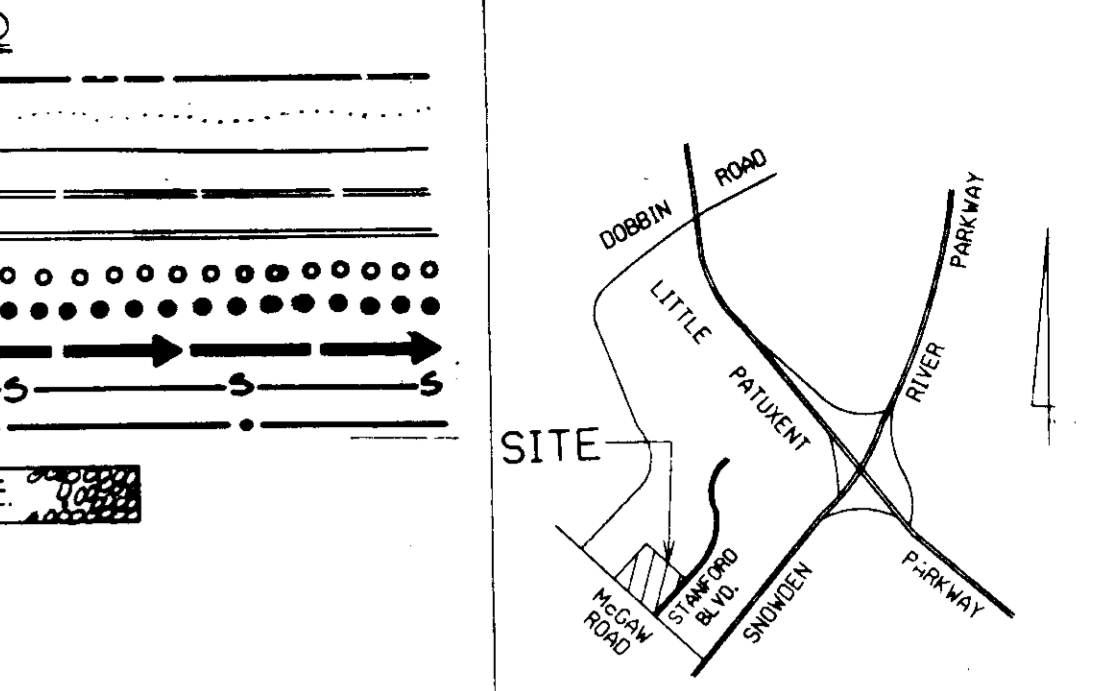 S S S
E.
DOBBIN ROAD
LITTLE PATUXENT PARKWAY
SNOWDEN RIVER PARKWAY
SITE
STANFORD
BLVD.
McGAW
ROAD